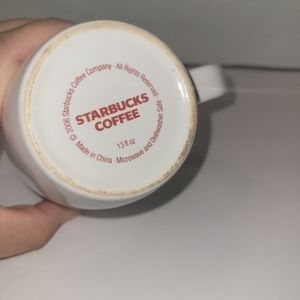 © 2006 Starbucks Coffee Company · All Rights Reserved
STARBUCKS
COFFEE
13 fl oz
Made in China · Microwave and Dishwasher Safe